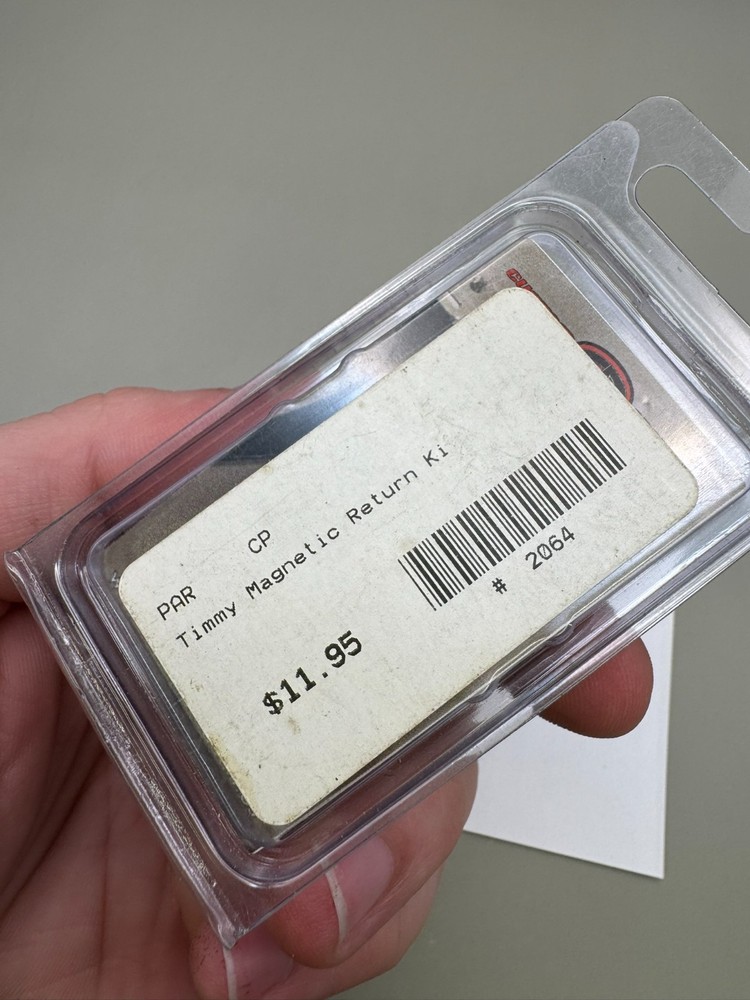 PAR CP
Timmy Magnetic Return Ki
$11.95
# 2064